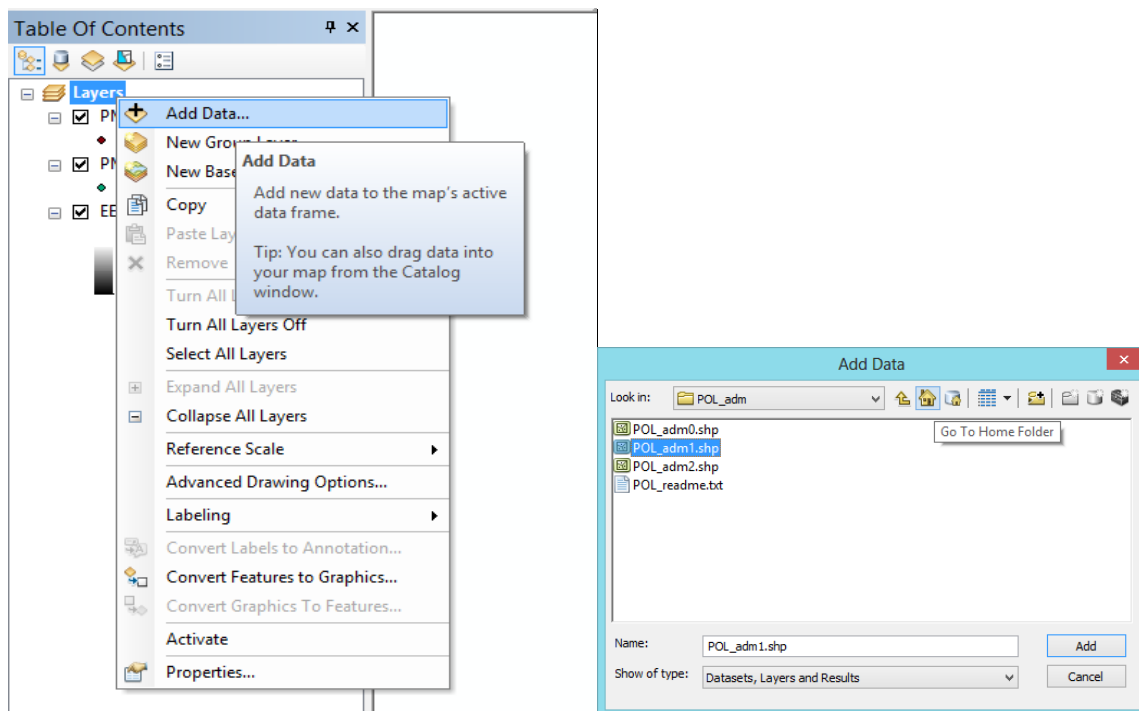 Table Of Contents
Layers
Add Data...
New Group Layer
New Base
Add Data
Add new data to the map's active
data frame.
Tip: You can also drag data into
your map from the Catalog
window.
Copy
Paste Lay
Remove
Turn All
Turn All Layers Off
Select All Layers
Expand All Layers
Collapse All Layers
Reference Scale
Advanced Drawing Options...
Labeling
Convert Labels to Annotation...
Convert Features to Graphics...
Convert Graphics To Features...
Activate
Properties...
Add Data
Look in: POL_adm
Go To Home Folder
POL_adm0.shp
POL_adm1.shp
POL_adm2.shp
POL_readme.txt
Name: POL_adm1.shp
Add
Show of type: Datasets, Layers and Results
Cancel